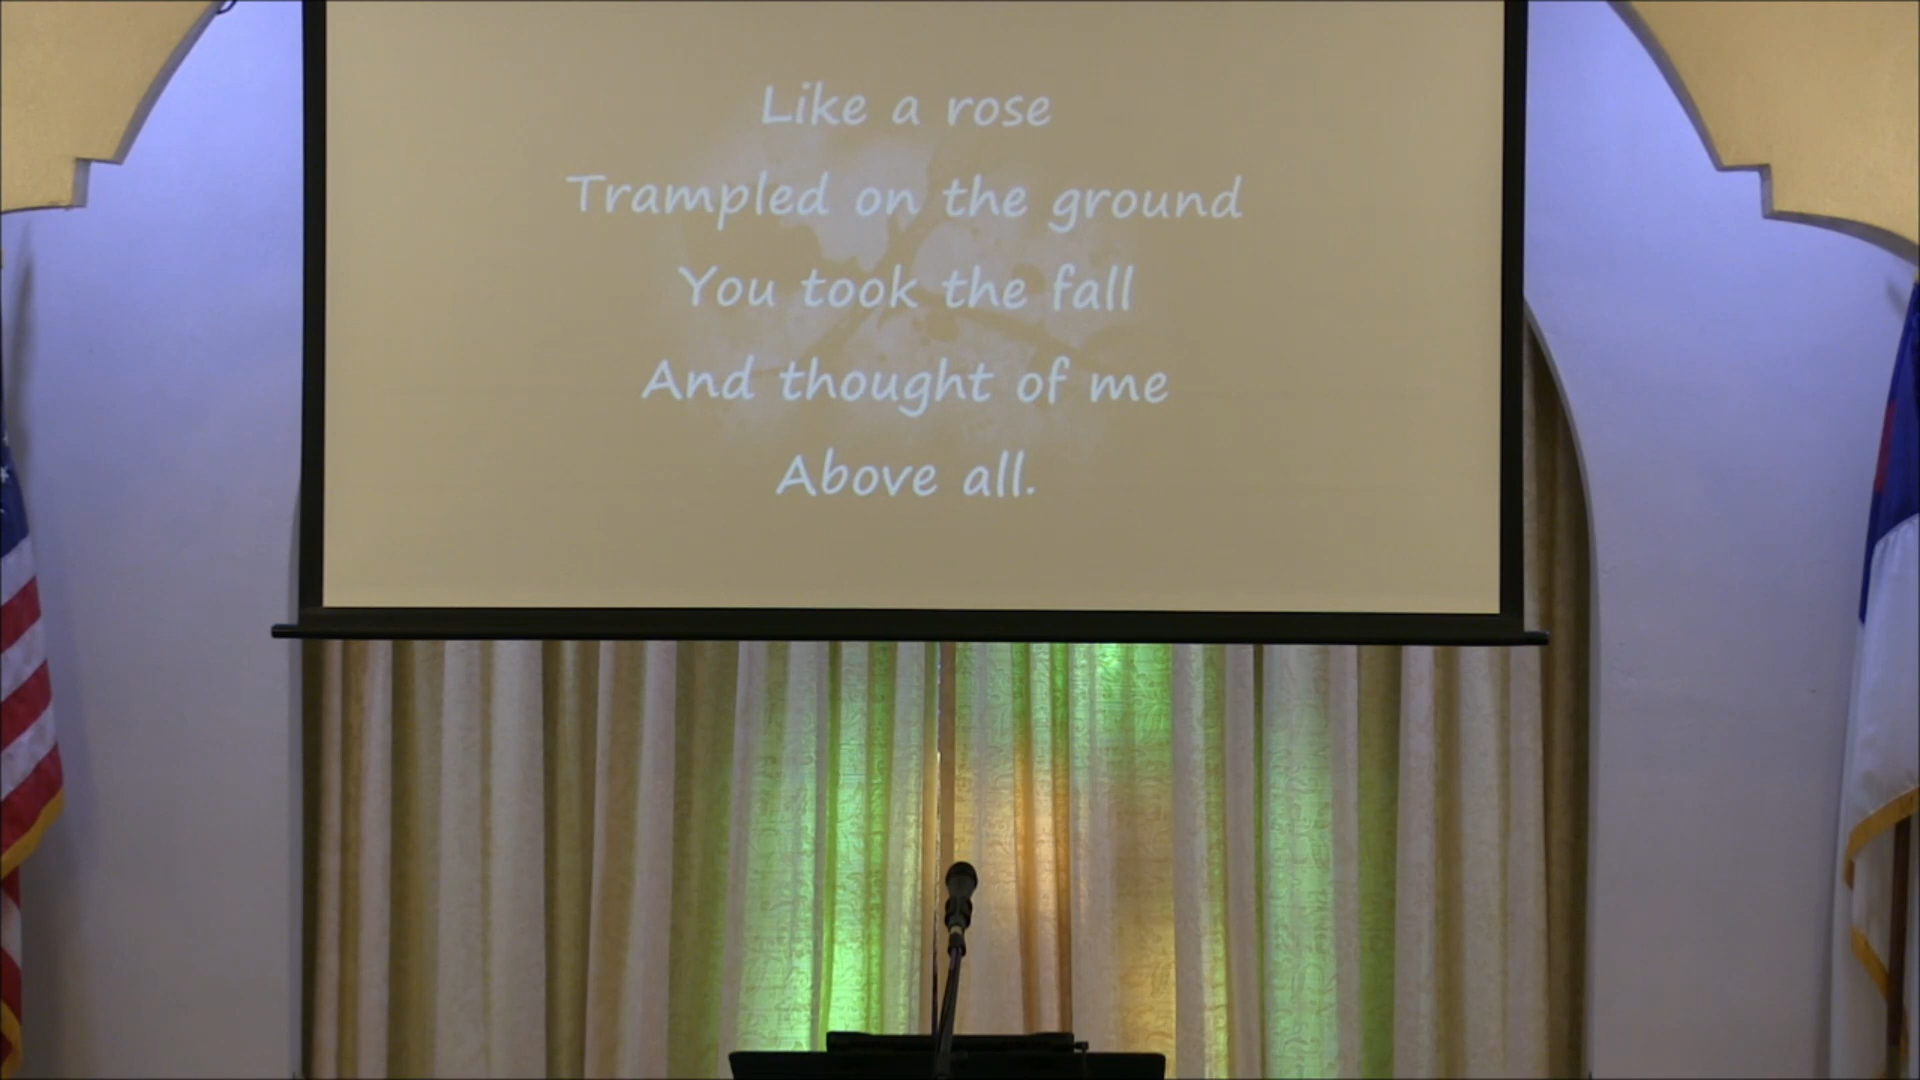 Like a rose
Trampled on the ground
You took the fall
And thought of me
Above all.